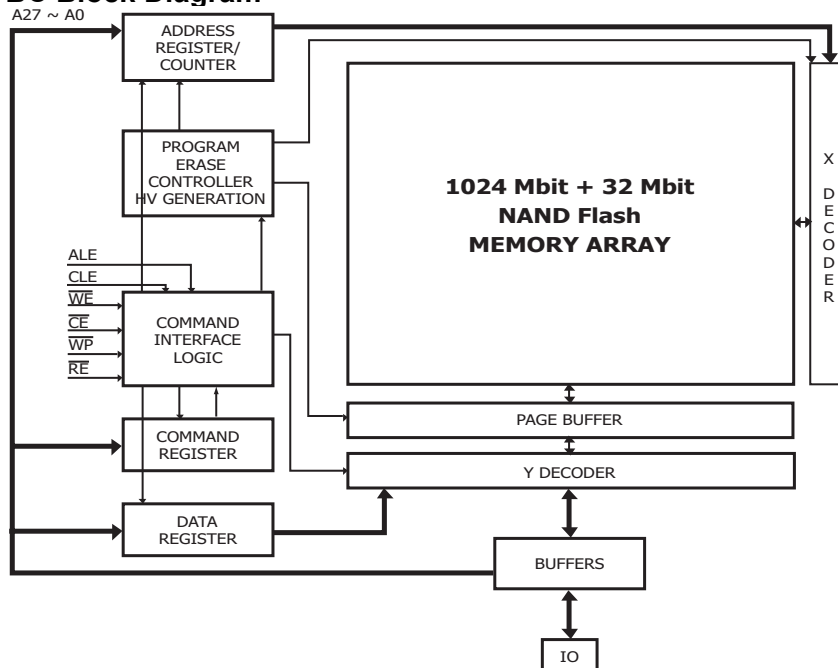 A27 ~ A0
ADDRESS
REGISTER/
COUNTER
PROGRAM
ERASE
CONTROLLER
HV GENERATION
1024 Mbit + 32 Mbit
NAND Flash
MEMORY ARRAY
X
D
E
C
O
D
E
R
ALE
CLE
WE
CE
WP
RE
COMMAND
INTERFACE
LOGIC
PAGE BUFFER
COMMAND
REGISTER
Y DECODER
DATA
REGISTER
BUFFERS
IO